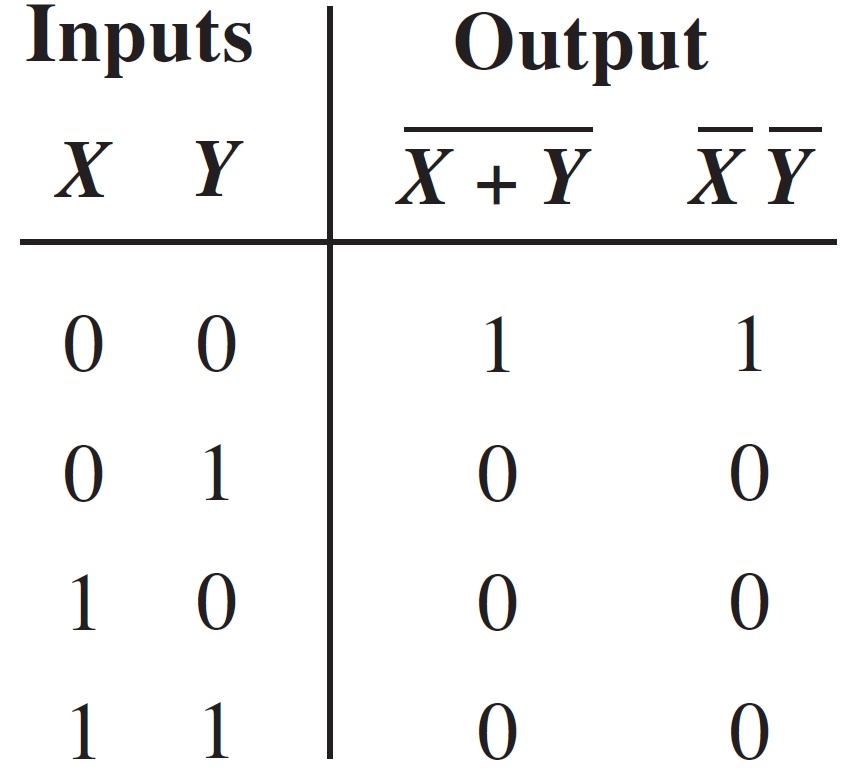 Inputs Output
X Y X̅ ̅+̅ ̅Y̅ X̅ Y̅
0 0 1 1
0 1 0 0
1 0 0 0
1 1 0 0